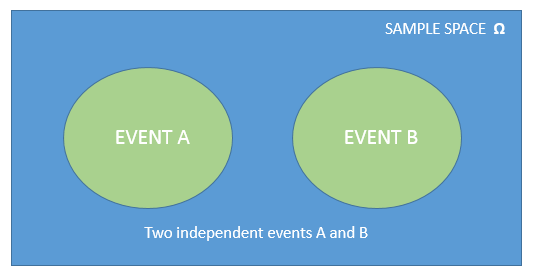 SAMPLE SPACE Ω
EVENT A
EVENT B
Two independent events A and B